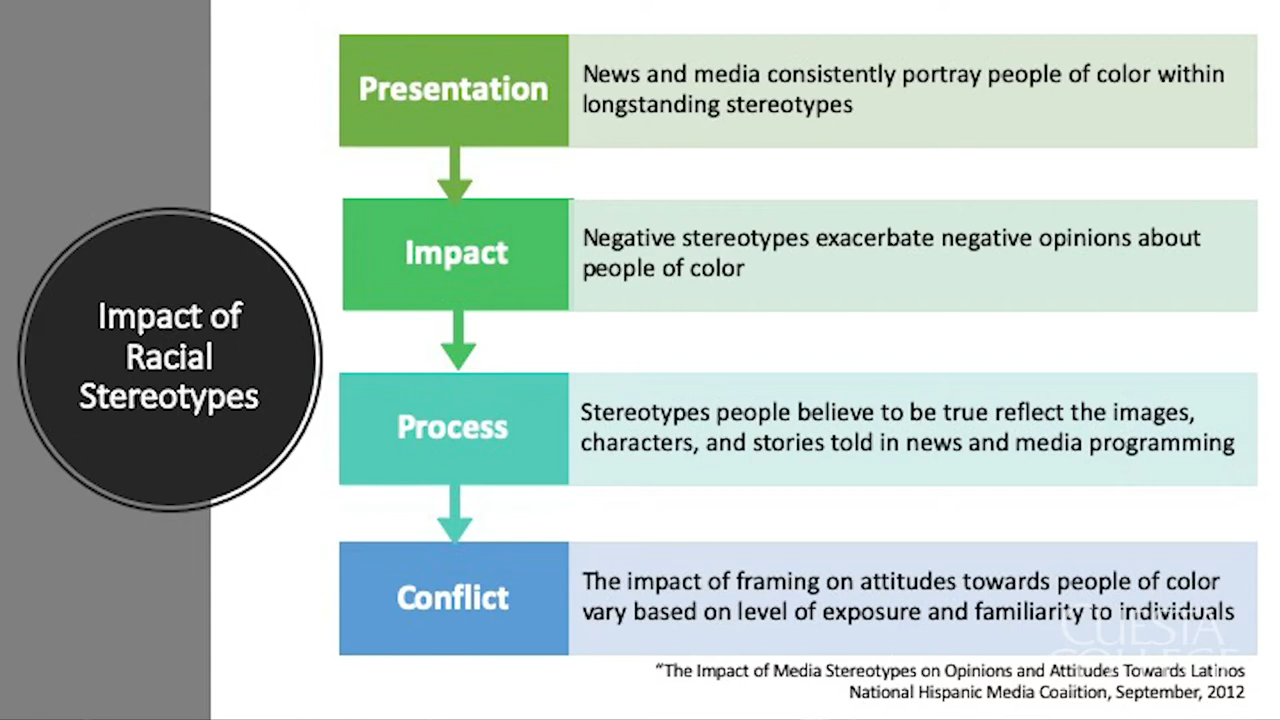 Impact of
Racial
Stereotypes
Presentation
News and media consistently portray people of color within
longstanding stereotypes
Impact
Negative stereotypes exacerbate negative opinions about
people of color
Process
Stereotypes people believe to be true reflect the images,
characters, and stories told in news and media programming
Conflict
The impact of framing on attitudes towards people of color
vary based on level of exposure and familiarity to individuals
CUESTA
COLLEGE
“The Impact of Media Stereotypes on Opinions and Attitudes Towards Latinos
National Hispanic Media Coalition, September, 2012